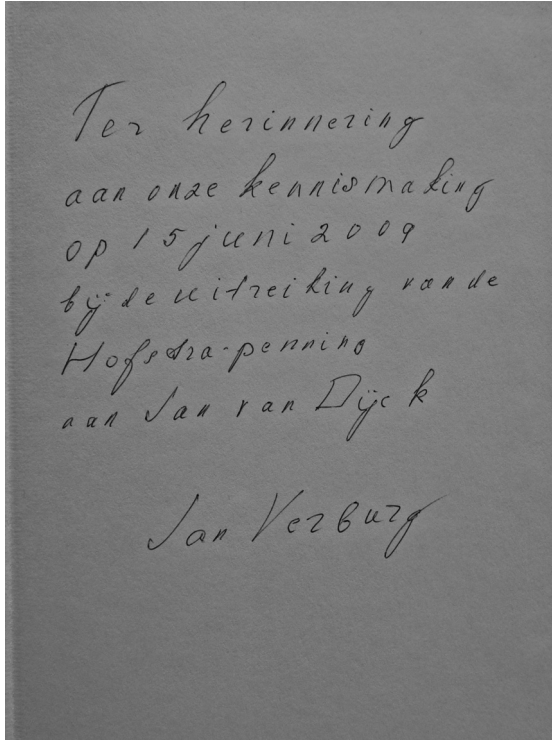 Ter herinnering
aan onze kennismaking
op 15 juni 2009
bij de uitreiking van de
Hofstra-penning
aan Jan van Dijck
Jan Verburg